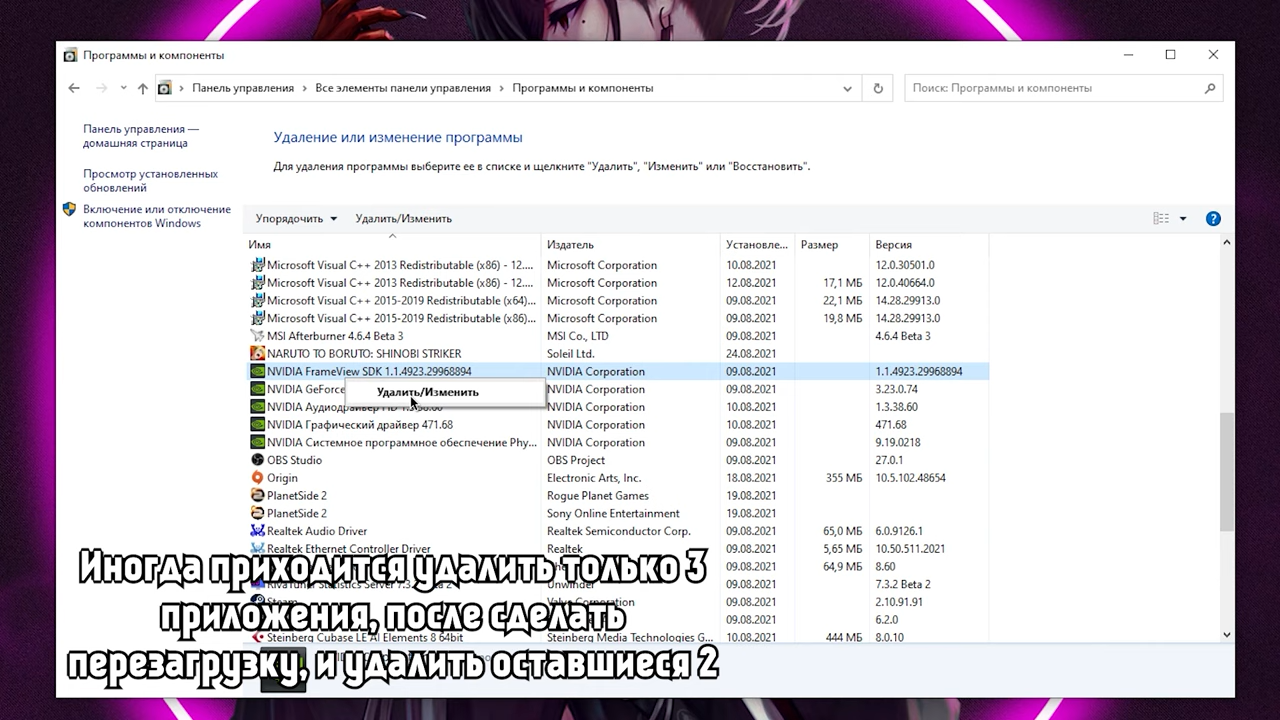 Программы и компоненты
Панель управления > Все элементы панели управления > Программы и компоненты
Поиск: Программы и компоненты
Панель управления —
домашняя страница
Просмотр установленных
обновлений
Включение или отключение
компонентов Windows
Удаление или изменение программы
Для удаления программы выберите ее в списке и щелкните "Удалить", "Изменить" или "Восстановить".
Упорядочить Удалить/Изменить
Имя Издатель Установле... Размер Версия
Microsoft Visual C++ 2013 Redistributable (x86) - 12.... Microsoft Corporation 10.08.2021 12.0.30501.0
Microsoft Visual C++ 2013 Redistributable (x86) - 12.... Microsoft Corporation 12.08.2021 17,1 МБ 12.0.40664.0
Microsoft Visual C++ 2015-2019 Redistributable (x64)... Microsoft Corporation 09.08.2021 22,1 МБ 14.28.29913.0
Microsoft Visual C++ 2015-2019 Redistributable (x86)... Microsoft Corporation 09.08.2021 19,8 МБ 14.28.29913.0
MSI Afterburner 4.6.4 Beta 3 MSI Co., LTD 09.08.2021 4.6.4 Beta 3
NARUTO TO BORUTO: SHINOBI STRIKER Soleil Ltd. 24.08.2021
NVIDIA FrameView SDK 1.1.4923.29968894 NVIDIA Corporation 09.08.2021 1.1.4923.29968894
NVIDIA GeForce NVIDIA Corporation 09.08.2021 3.23.0.74
Удалить/Изменить
NVIDIA Аудиодрайвер HD 1.3.38.60 NVIDIA Corporation 10.08.2021 1.3.38.60
NVIDIA Графический драйвер 471.68 NVIDIA Corporation 10.08.2021 471.68
NVIDIA Системное программное обеспечение Phy... NVIDIA Corporation 09.08.2021 9.19.0218
OBS Studio OBS Project 09.08.2021 27.0.1
Origin Electronic Arts, Inc. 18.08.2021 355 МБ 10.5.102.48654
PlanetSide 2 Rogue Planet Games 19.08.2021
PlanetSide 2 Sony Online Entertainment 19.08.2021
Realtek Audio Driver Realtek Semiconductor Corp. 09.08.2021 65,0 МБ 6.0.9126.1
Realtek Ethernet Controller Driver Realtek 09.08.2021 5,65 МБ 10.50.511.2021
09.08.2021 64,9 МБ 8.60
RivaTuner Statistics Server 7.3.2 Beta 2 Unwinder 09.08.2021 7.3.2 Beta 2
Steam Valve Corporation 09.08.2021 2.10.91.91
09.08.2021 6.2.0
Steinberg Cubase LE AI Elements 8 64bit Steinberg Media Technologies G... 10.08.2021 444 МБ 8.0.10
Иногда приходится удалить только 3
приложения, после сделать
перезагрузку, и удалить оставшиеся 2